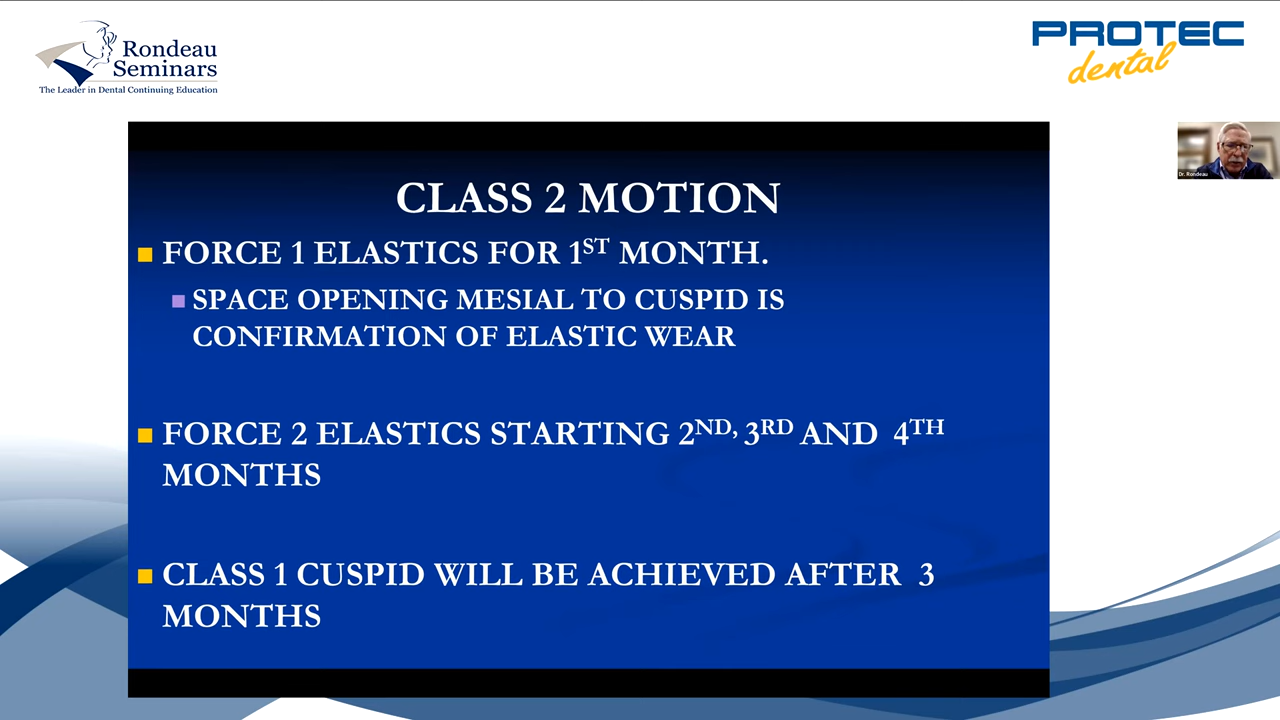 Rondeau
Seminars
The Leader in Dental Continuing Education
PROTEC
dental
Dr. Rondeau
CLASS 2 MOTION
FORCE 1 ELASTICS FOR 1ST MONTH.
SPACE OPENING MESIAL TO CUSPID IS
CONFIRMATION OF ELASTIC WEAR
FORCE 2 ELASTICS STARTING 2ND, 3RD AND 4TH
MONTHS
CLASS 1 CUSPID WILL BE ACHIEVED AFTER 3
MONTHS